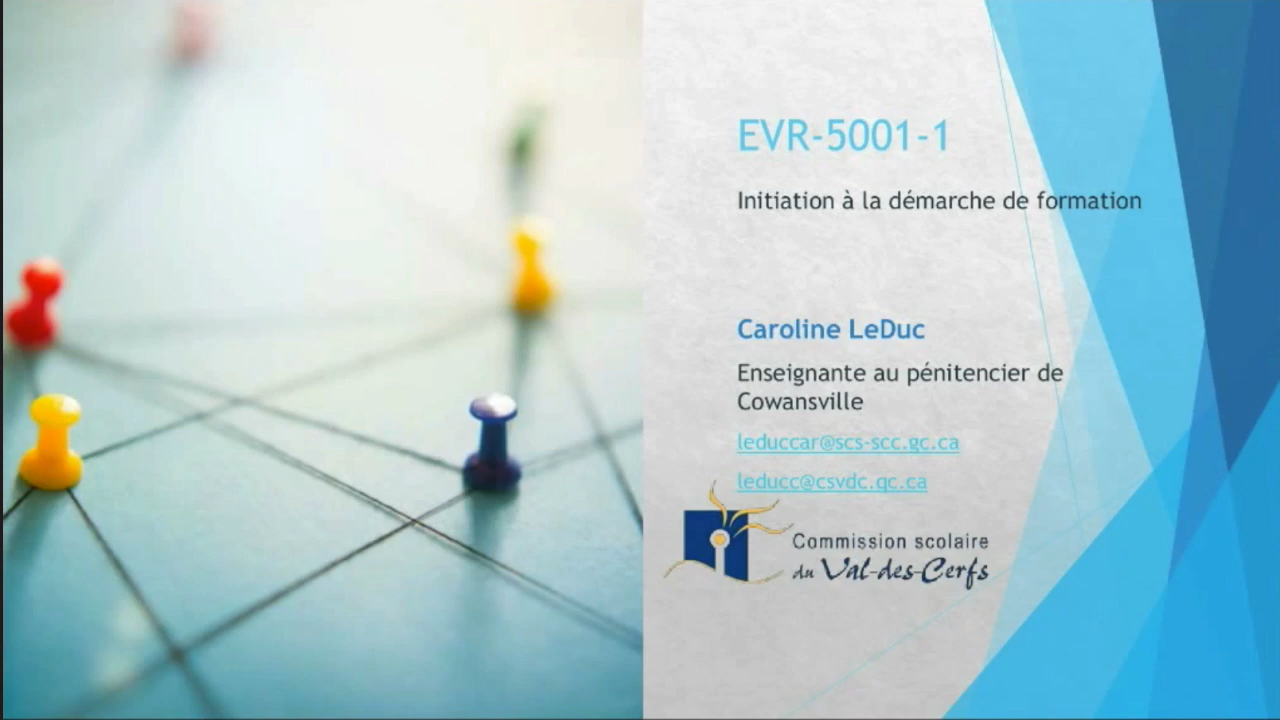 EVR-5001-1
Initiation à la démarche de formation
Caroline LeDuc
Enseignante au pénitencier de
Cowansville
leduccar@scs-scc.gc.ca
leducc@csvdc.qc.ca
Commission scolaire
du Val-des-Cerfs